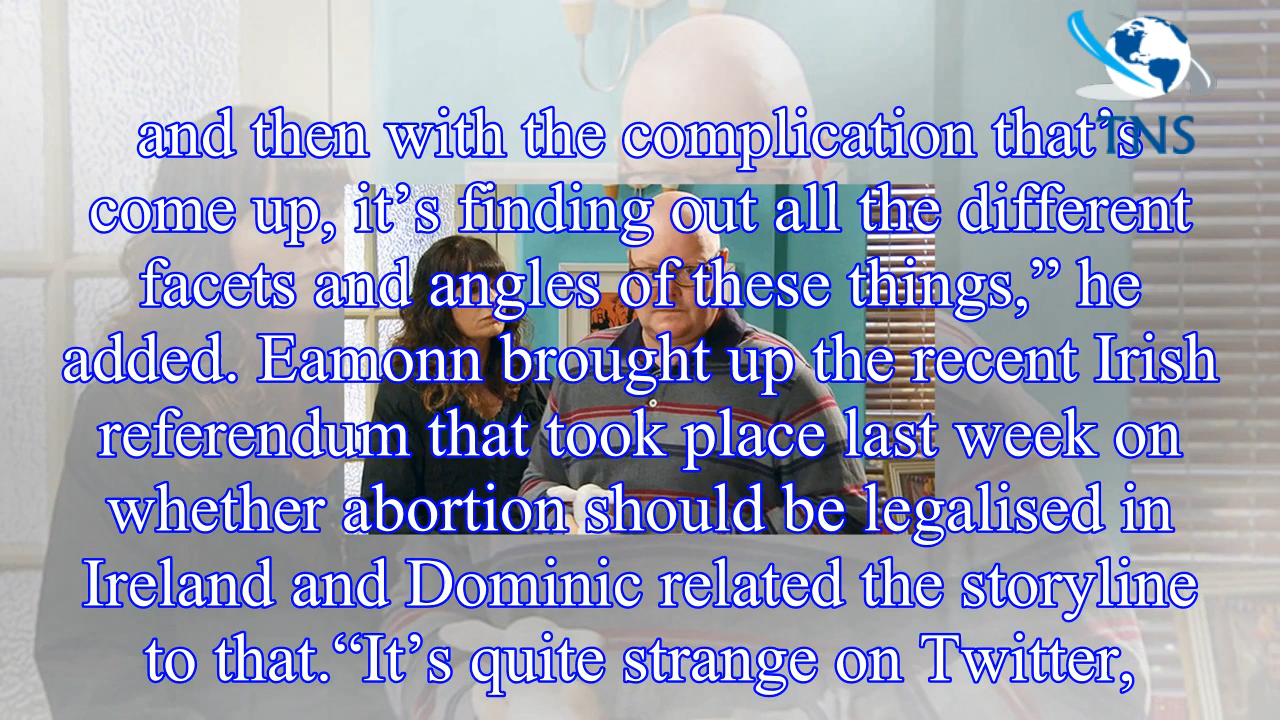 TNS
and then with the complication that's
come up, it’s finding out all the different
facets and angles of these things,” he
added. Eamonn brought up the recent Irish
referendum that took place last week on
whether abortion should be legalised in
Ireland and Dominic related the storyline
to that.“It’s quite strange on Twitter,